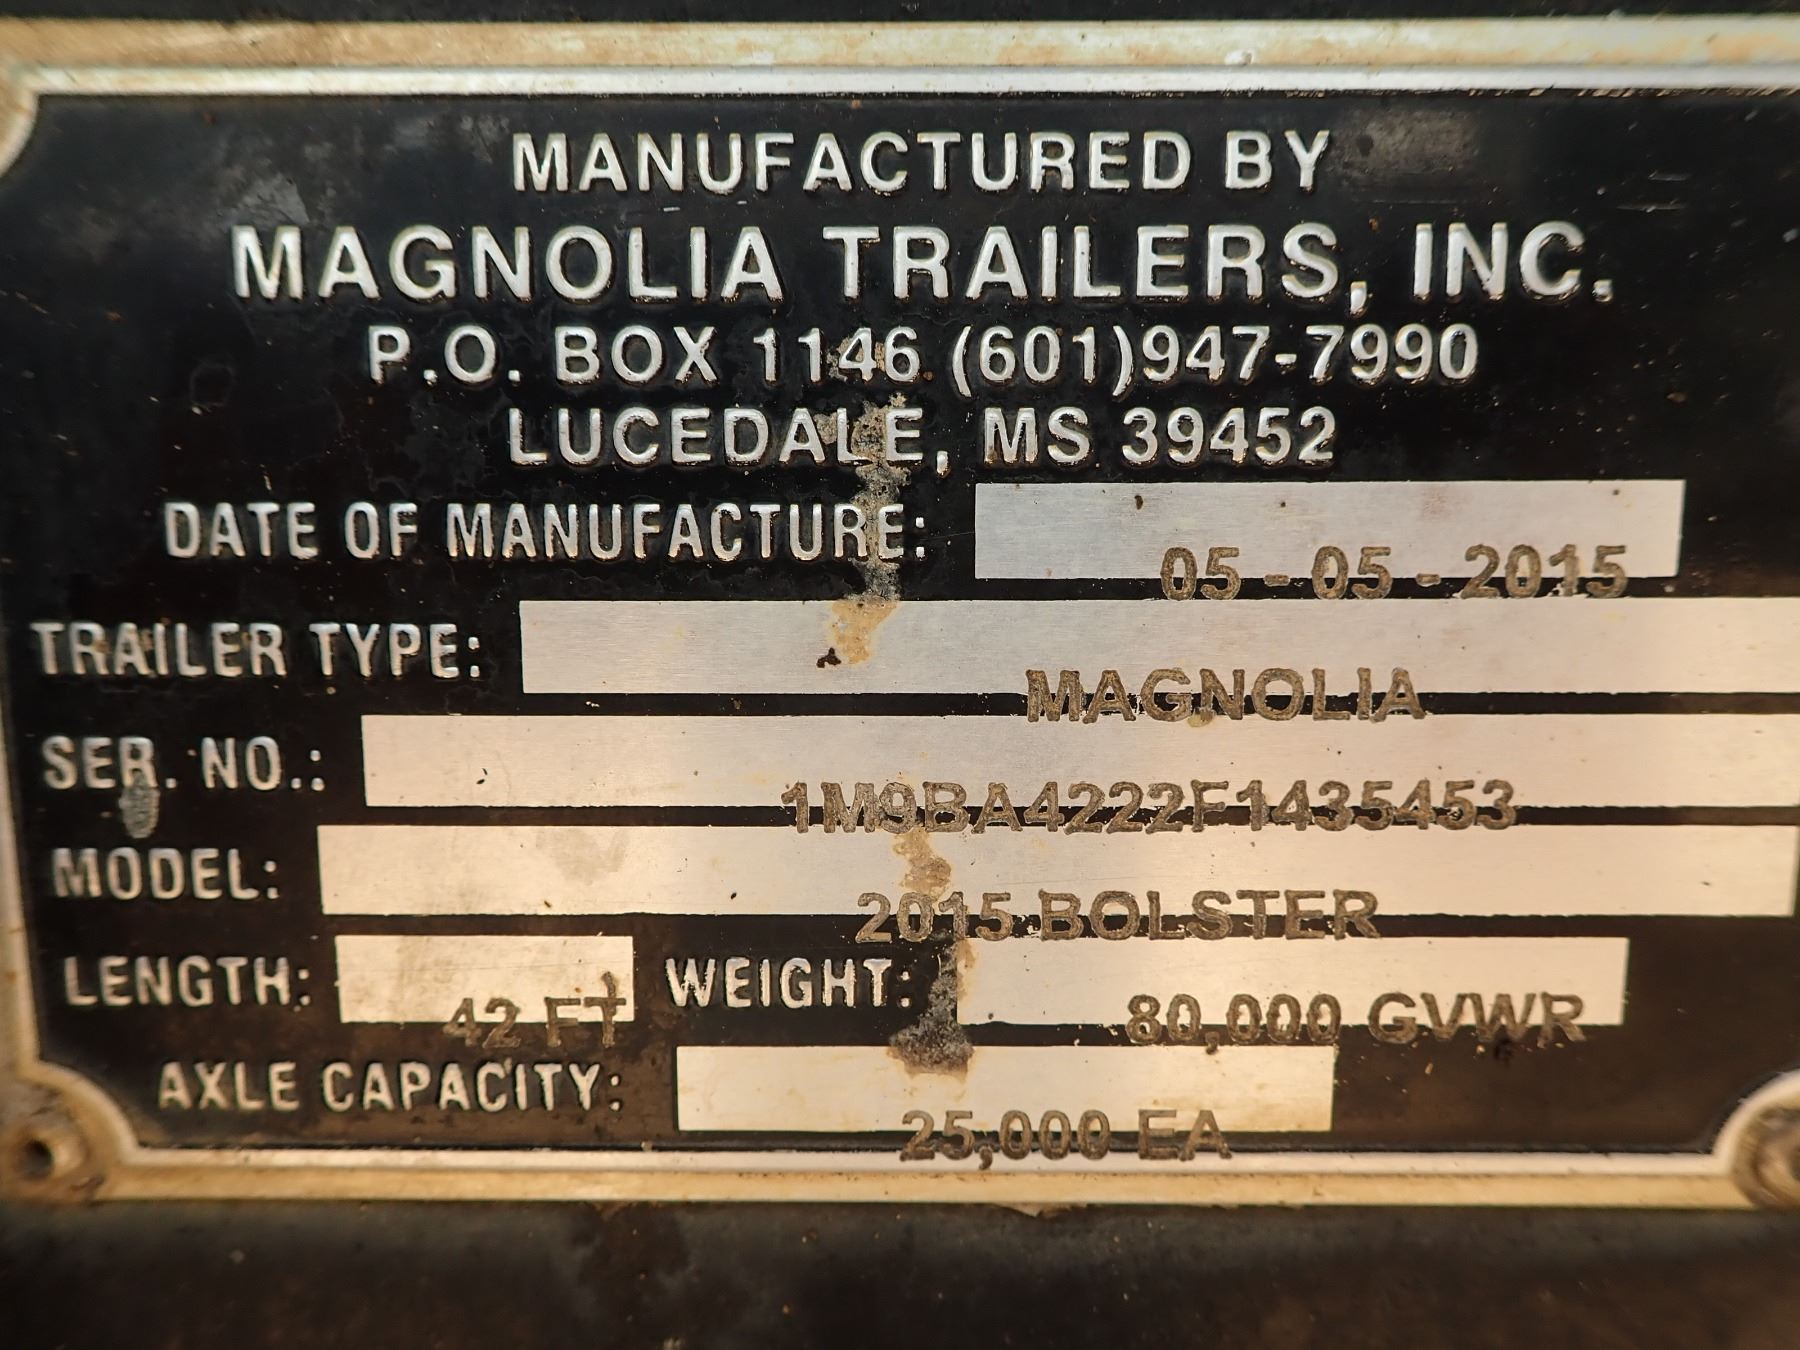 MANUFACTURED BY
MAGNOLIA TRAILERS, INC.
P.O. BOX 1146 (601)947-7990
LUCEDALE, MS 39452
DATE OF MANUFACTURE: 05-05-2015
TRAILER TYPE: MAGNOLIA
SER. NO.: 1M9BA4222F1435453
MODEL: 2015 BOLSTER
LENGTH: 42 FT WEIGHT: 80,000 GVWR
AXLE CAPACITY: 25,000 EA